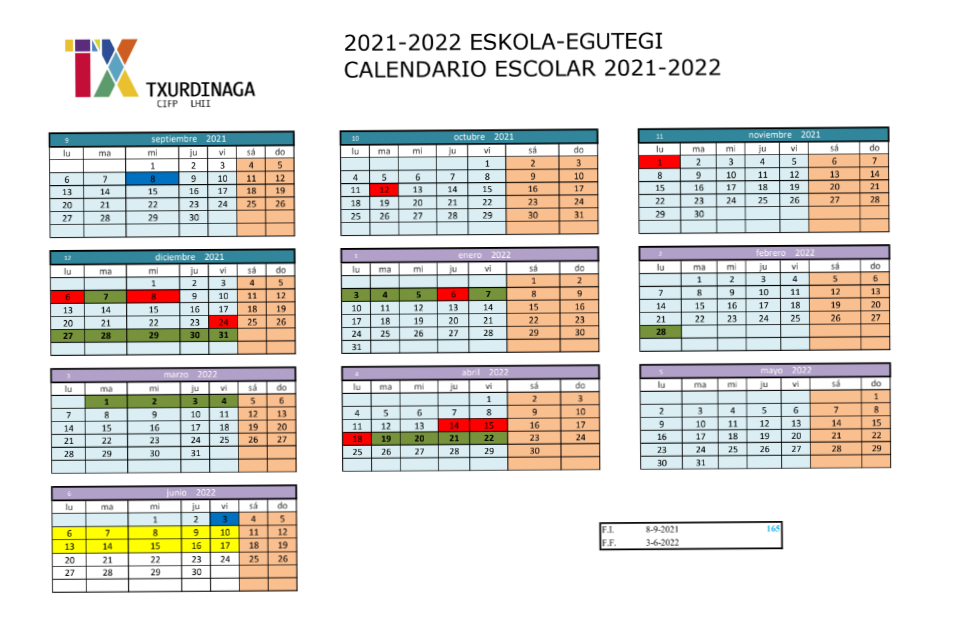 2021-2022 ESKOLA-EGUTEGI
CALENDARIO ESCOLAR 2021-2022
TX
TXURDINAGA
CIFP LHII
9 septiembre 2021
lu ma mi ju vi sá do
1 2 3 4 5
6 7 8 9 10 11 12
13 14 15 16 17 18 19
20 21 22 23 24 25 26
27 28 29 30
10 octubre 2021
lu ma mi ju vi sá do
1 2 3
4 5 6 7 8 9 10
11 12 13 14 15 16 17
18 19 20 21 22 23 24
25 26 27 28 29 30 31
11 noviembre 2021
lu ma mi ju vi sá do
1 2 3 4 5 6 7
8 9 10 11 12 13 14
15 16 17 18 19 20 21
22 23 24 25 26 27 28
29 30
12 diciembre 2021
lu ma mi ju vi sá do
1 2 3 4 5
6 7 8 9 10 11 12
13 14 15 16 17 18 19
20 21 22 23 24 25 26
27 28 29 30 31
1 enero 2022
lu ma mi ju vi sá do
1 2
3 4 5 6 7 8 9
10 11 12 13 14 15 16
17 18 19 20 21 22 23
24 25 26 27 28 29 30
31
2 febrero 2022
lu ma mi ju vi sá do
1 2 3 4 5 6
7 8 9 10 11 12 13
14 15 16 17 18 19 20
21 22 23 24 25 26 27
28
3 marzo 2022
lu ma mi ju vi sá do
1 2 3 4 5 6
7 8 9 10 11 12 13
14 15 16 17 18 19 20
21 22 23 24 25 26 27
28 29 30 31
4 abril 2022
lu ma mi ju vi sá do
1 2 3
4 5 6 7 8 9 10
11 12 13 14 15 16 17
18 19 20 21 22 23 24
25 26 27 28 29 30
5 mayo 2022
lu ma mi ju vi sá do
1
2 3 4 5 6 7 8
9 10 11 12 13 14 15
16 17 18 19 20 21 22
23 24 25 26 27 28 29
30 31
6 junio 2022
lu ma mi ju vi sá do
1 2 3 4 5
6 7 8 9 10 11 12
13 14 15 16 17 18 19
20 21 22 23 24 25 26
27 28 29 30
F.I. 8-9-2021 165
F.F. 3-6-2022